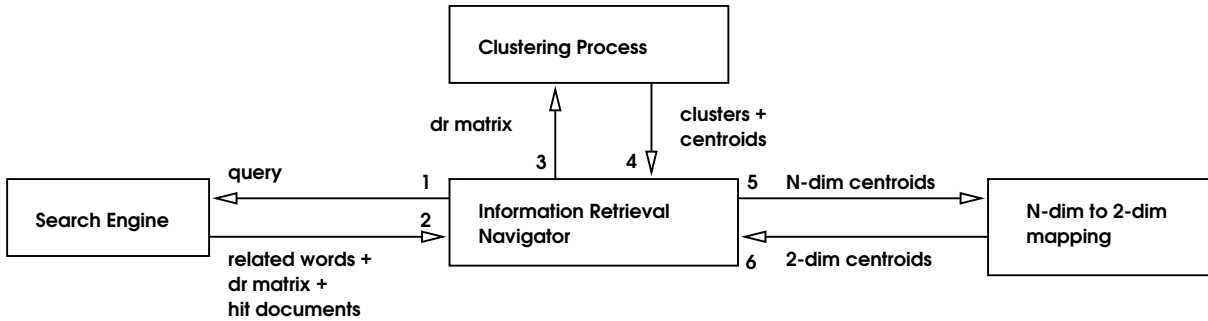 Clustering Process
dr matrix
clusters +
centroids
3
4
query
1
5
N-dim centroids
Search Engine
2
Information Retrieval
Navigator
N-dim to 2-dim
mapping
related words +
dr matrix +
hit documents
6
2-dim centroids